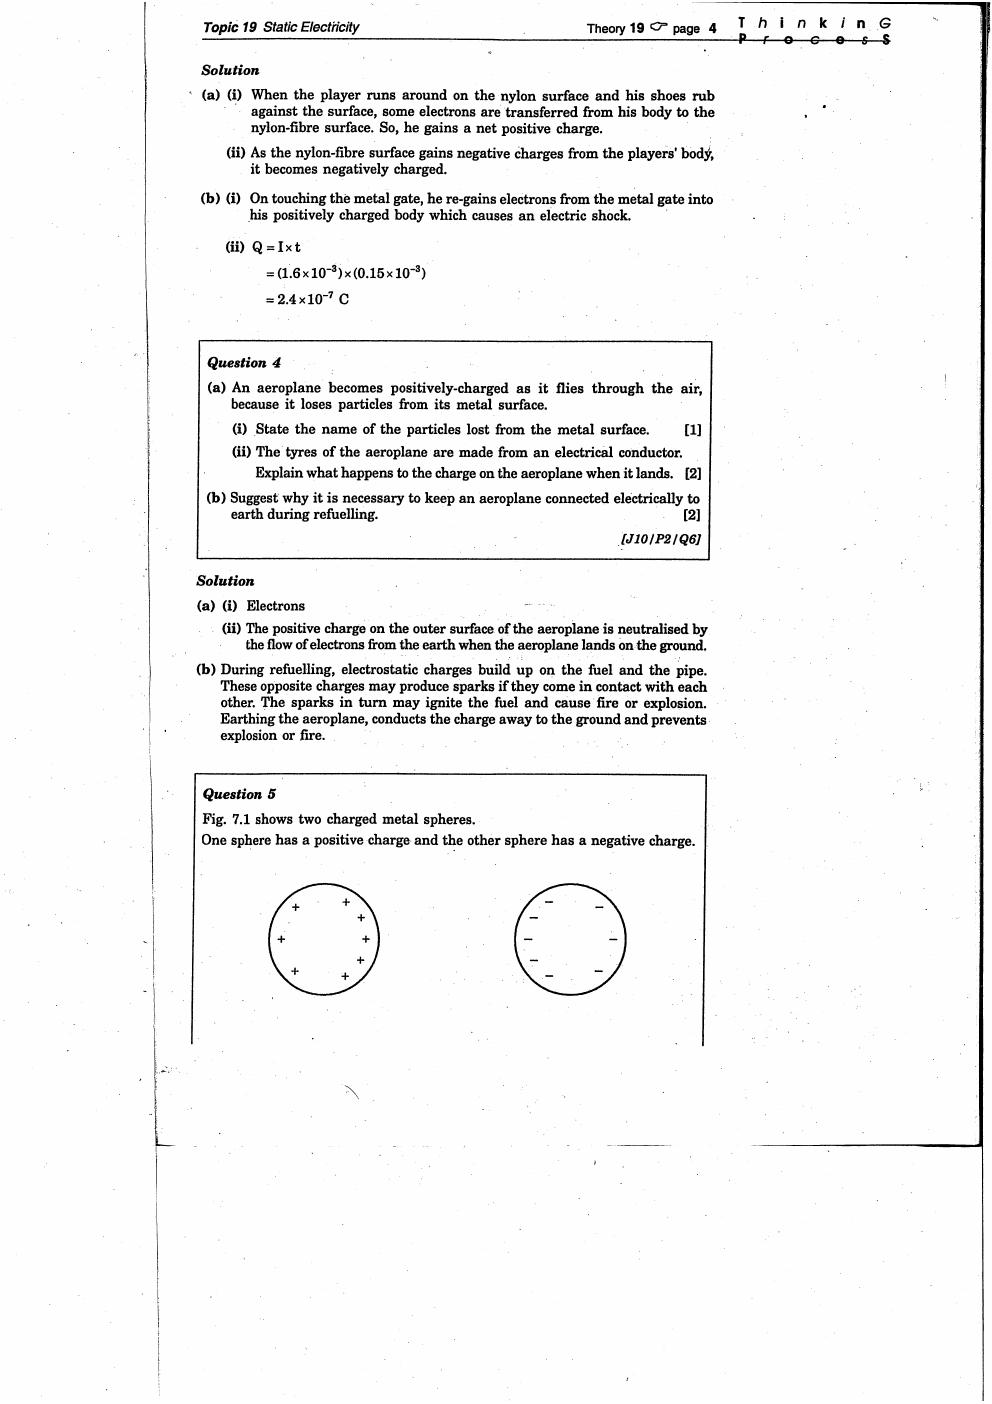 Topic 19 Static Electricity Theory 19 ☞ page 4 T h i n k i n G
P r o c e s S
Solution
(a) (i) When the player runs around on the nylon surface and his shoes rub
against the surface, some electrons are transferred from his body to the
nylon-fibre surface. So, he gains a net positive charge.
(ii) As the nylon-fibre surface gains negative charges from the players' body,
it becomes negatively charged.
(b) (i) On touching the metal gate, he re-gains electrons from the metal gate into
his positively charged body which causes an electric shock.
(ii) Q = I×t
= (1.6×10⁻³)×(0.15×10⁻³)
= 2.4×10⁻⁷ C
Question 4
(a) An aeroplane becomes positively-charged as it flies through the air,
because it loses particles from its metal surface.
(i) State the name of the particles lost from the metal surface. [1]
(ii) The tyres of the aeroplane are made from an electrical conductor.
Explain what happens to the charge on the aeroplane when it lands. [2]
(b) Suggest why it is necessary to keep an aeroplane connected electrically to
earth during refuelling. [2]
[J10/P2/Q6]
Solution
(a) (i) Electrons
(ii) The positive charge on the outer surface of the aeroplane is neutralised by
the flow of electrons from the earth when the aeroplane lands on the ground.
(b) During refuelling, electrostatic charges build up on the fuel and the pipe.
These opposite charges may produce sparks if they come in contact with each
other. The sparks in turn may ignite the fuel and cause fire or explosion.
Earthing the aeroplane, conducts the charge away to the ground and prevents
explosion or fire.
Question 5
Fig. 7.1 shows two charged metal spheres.
One sphere has a positive charge and the other sphere has a negative charge.